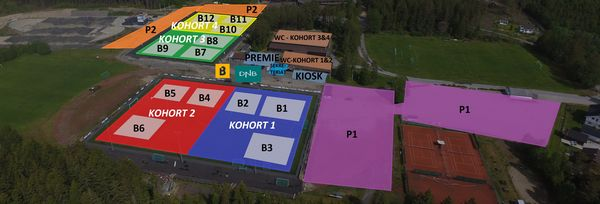 P2
P2
B12
B11
KOHORT 4
B10
KOHORT 3
B8
B9
B7
WC - KOHORT 3&4
PREMIE
WC-KOHORT 1&2
B
DNB
KIOSK
B5
B4
B2
B1
KOHORT 2
KOHORT 1
B6
B3
P1
P1